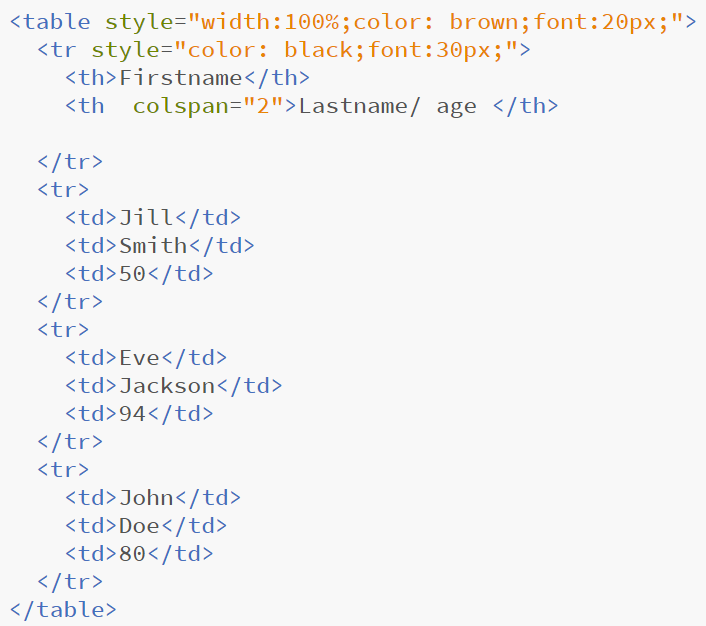 <table style="width:100%;color: brown;font:20px;">
  <tr style="color: black;font:30px;">
    <th>Firstname</th>
    <th  colspan="2">Lastname/ age </th>

  </tr>
  <tr>
    <td>Jill</td>
    <td>Smith</td>
    <td>50</td>
  </tr>
  <tr>
    <td>Eve</td>
    <td>Jackson</td>
    <td>94</td>
  </tr>
  <tr>
    <td>John</td>
    <td>Doe</td>
    <td>80</td>
  </tr>
</table>